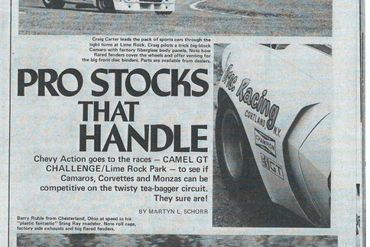 Craig Carter leads the pack of sports cars through the
tight turns at Lime Rock. Craig pilots a trick big-block
Camaro with factory fiberglass body panels. Note how
flared fenders cover the wheels and offer venting for
the big front disc binders. Parts are available from dealers.
PRO STOCKS
THAT
HANDLE
Chevy Action goes to the races — CAMEL GT
CHALLENGE/Lime Rock Park — to see if
Camaros, Corvettes and Monzas can be
competitive on the twisty tea-bagger circuit.
They sure are!
BY MARTYN L. SCHORR
Racing
CORTLAND N.Y.
CHAMPION
GT
Barry Ruble from Chesterland, Ohio at speed in his
"plastic fantastic" Sting Ray roadster. Note roll cage,
factory side exhausts and big flared fenders.